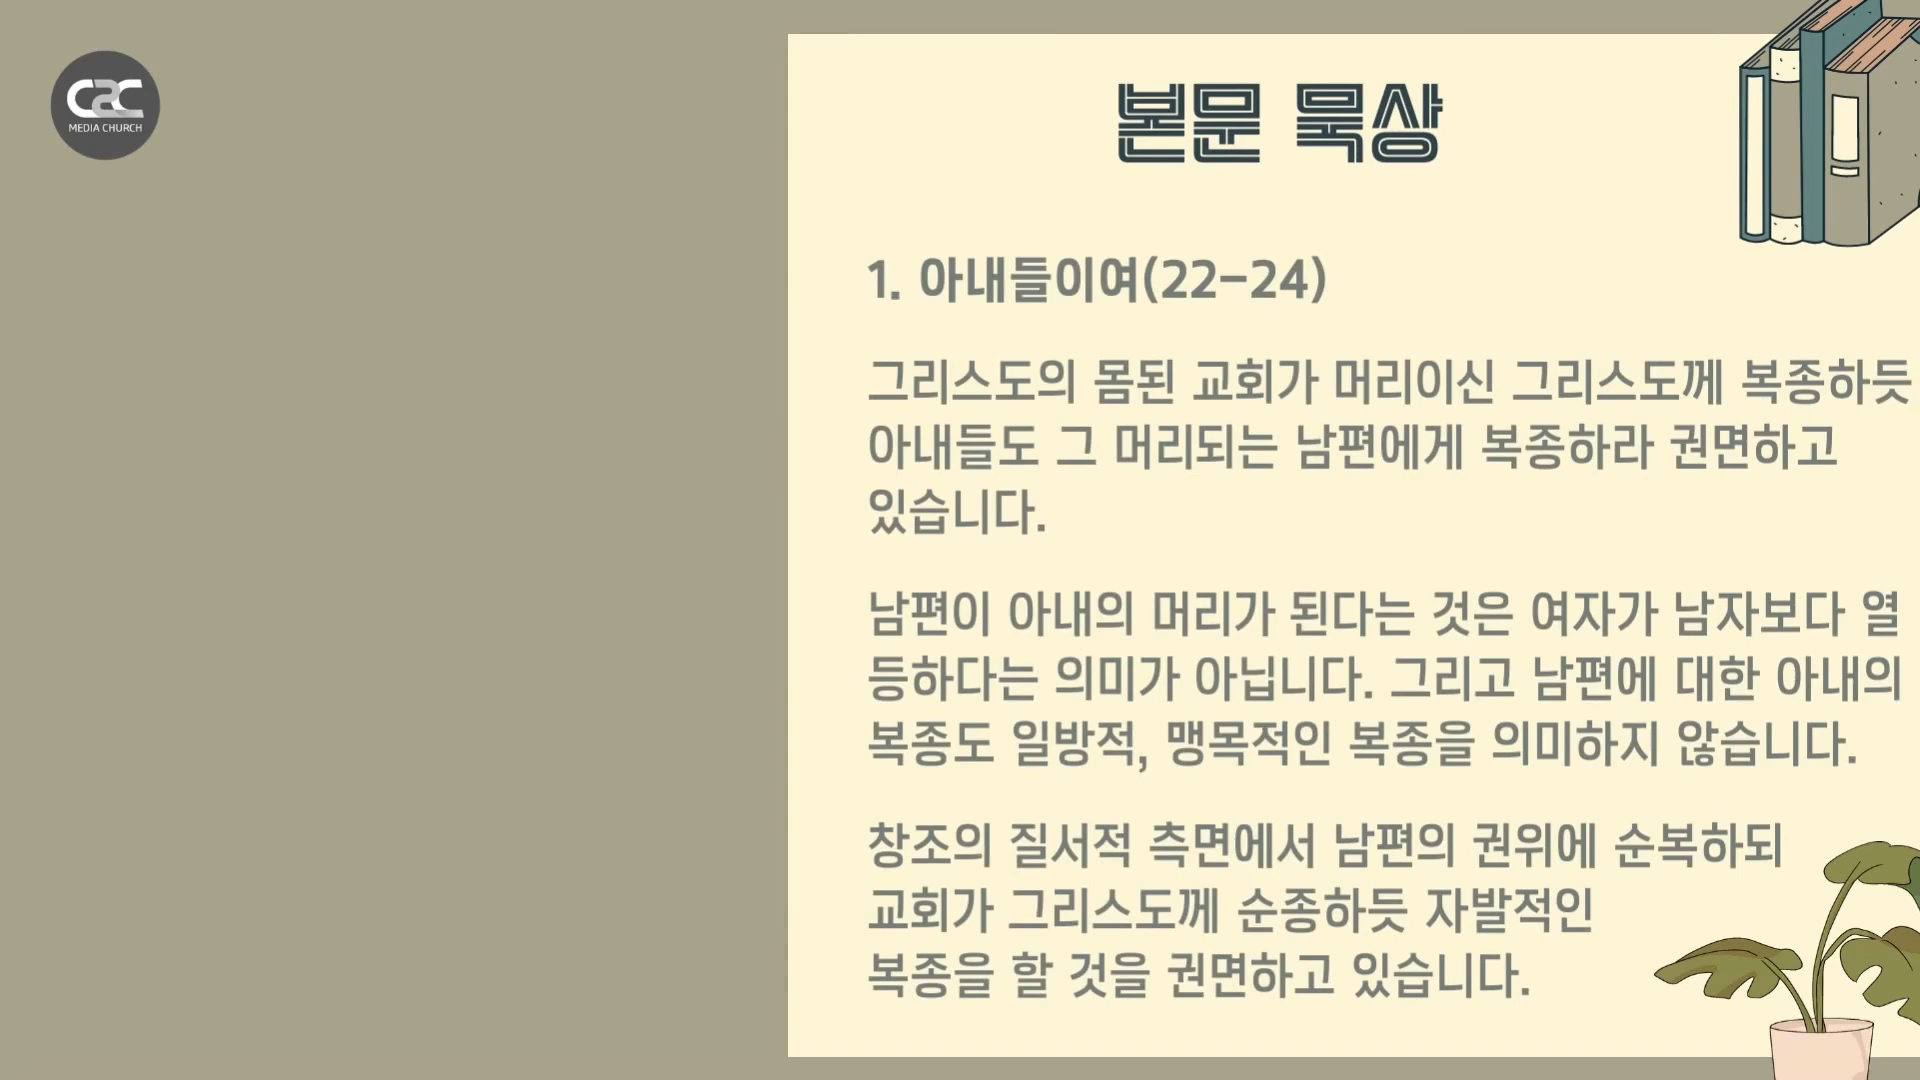 C2C
MEDIA CHURCH
본문 묵상
1. 아내들이여(22-24)
그리스도의 몸된 교회가 머리이신 그리스도께 복종하듯
아내들도 그 머리되는 남편에게 복종하라 권면하고
있습니다.
남편이 아내의 머리가 된다는 것은 여자가 남자보다 열
등하다는 의미가 아닙니다. 그리고 남편에 대한 아내의
복종도 일방적, 맹목적인 복종을 의미하지 않습니다.
창조의 질서적 측면에서 남편의 권위에 순복하되
교회가 그리스도께 순종하듯 자발적인
복종을 할 것을 권면하고 있습니다.